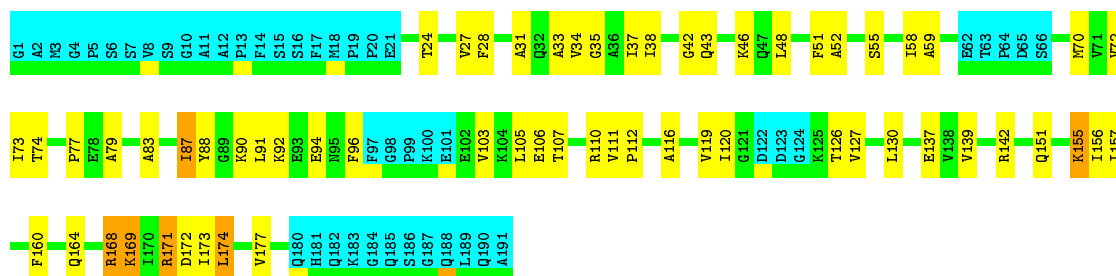 G1 A2 M3 G4 P5 S6 S7 V8 S9 G10 A11 A12 P13 F14 S15 S16 F17 M18 P19 P20 E21 T24 V27 F28 A31 Q32 A33 V34 G35 A36 I37 I38 G42 Q43 K46 Q47 L48 F51 A52 S55 I58 A59 E62 T63 P64 D65 S66 M70 V71 V72
I73 T74 P77 E78 A79 A83 I87 Y88 G89 K90 L91 K92 E93 E94 N95 F96 F97 G98 P99 K100 E101 E102 V103 K104 L105 E106 T107 R110 V111 P112 A116 V119 I120 G121 D122 D123 G124 K125 T126 V127 L130 E137 V138 V139 R142 Q151 K155 I156 I157
F160 Q164 R168 K169 I170 R171 D172 I173 L174 V177 Q180 H181 Q182 K183 G184 Q185 S186 G187 Q188 L189 Q190 A191